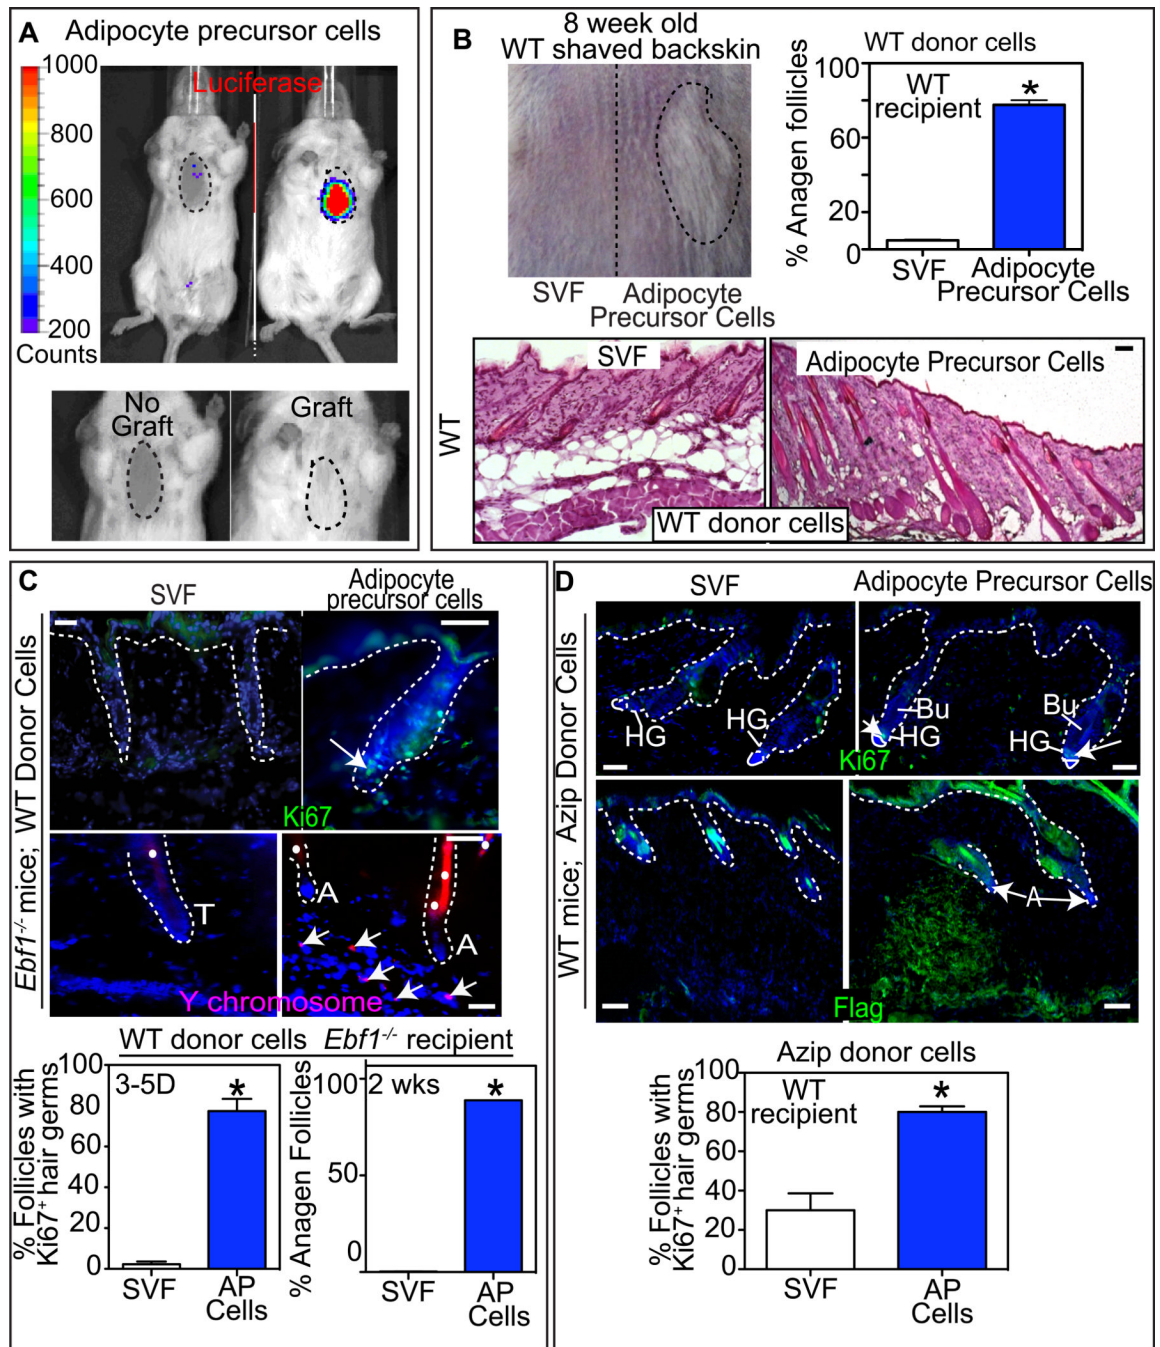 A
Adipocyte precursor cells
1000
800
600
400
200
Counts
Luciferase
No
Graft
Graft
B
8 week old
WT shaved backskin
SVF
Adipocyte
Precursor Cells
WT donor cells
% Anagen follicles
100
80
60
40
20
0
WT
recipient
*
SVF
Adipocyte
Precursor Cells
WT
SVF
Adipocyte Precursor Cells
WT donor cells
C
Ebf1-/- mice; WT Donor Cells
SVF
Adipocyte
precursor cells
Ki67
T
A
A
Y chromosome
WT donor cells Ebf1-/- recipient
% Follicles with
Ki67+ hair germs
100
80
60
40
20
0
3-5D
*
SVF
AP
Cells
% Anagen Follicles
100
50
0
2 wks
*
SVF
AP
Cells
D
WT mice; Azip Donor Cells
SVF
Adipocyte Precursor Cells
HG
HG
Bu
HG
Bu
HG
Ki67
A
Flag
Azip donor cells
% Follicles with
Ki67+ hair germs
100
80
60
40
20
0
WT
recipient
*
SVF
AP
Cells